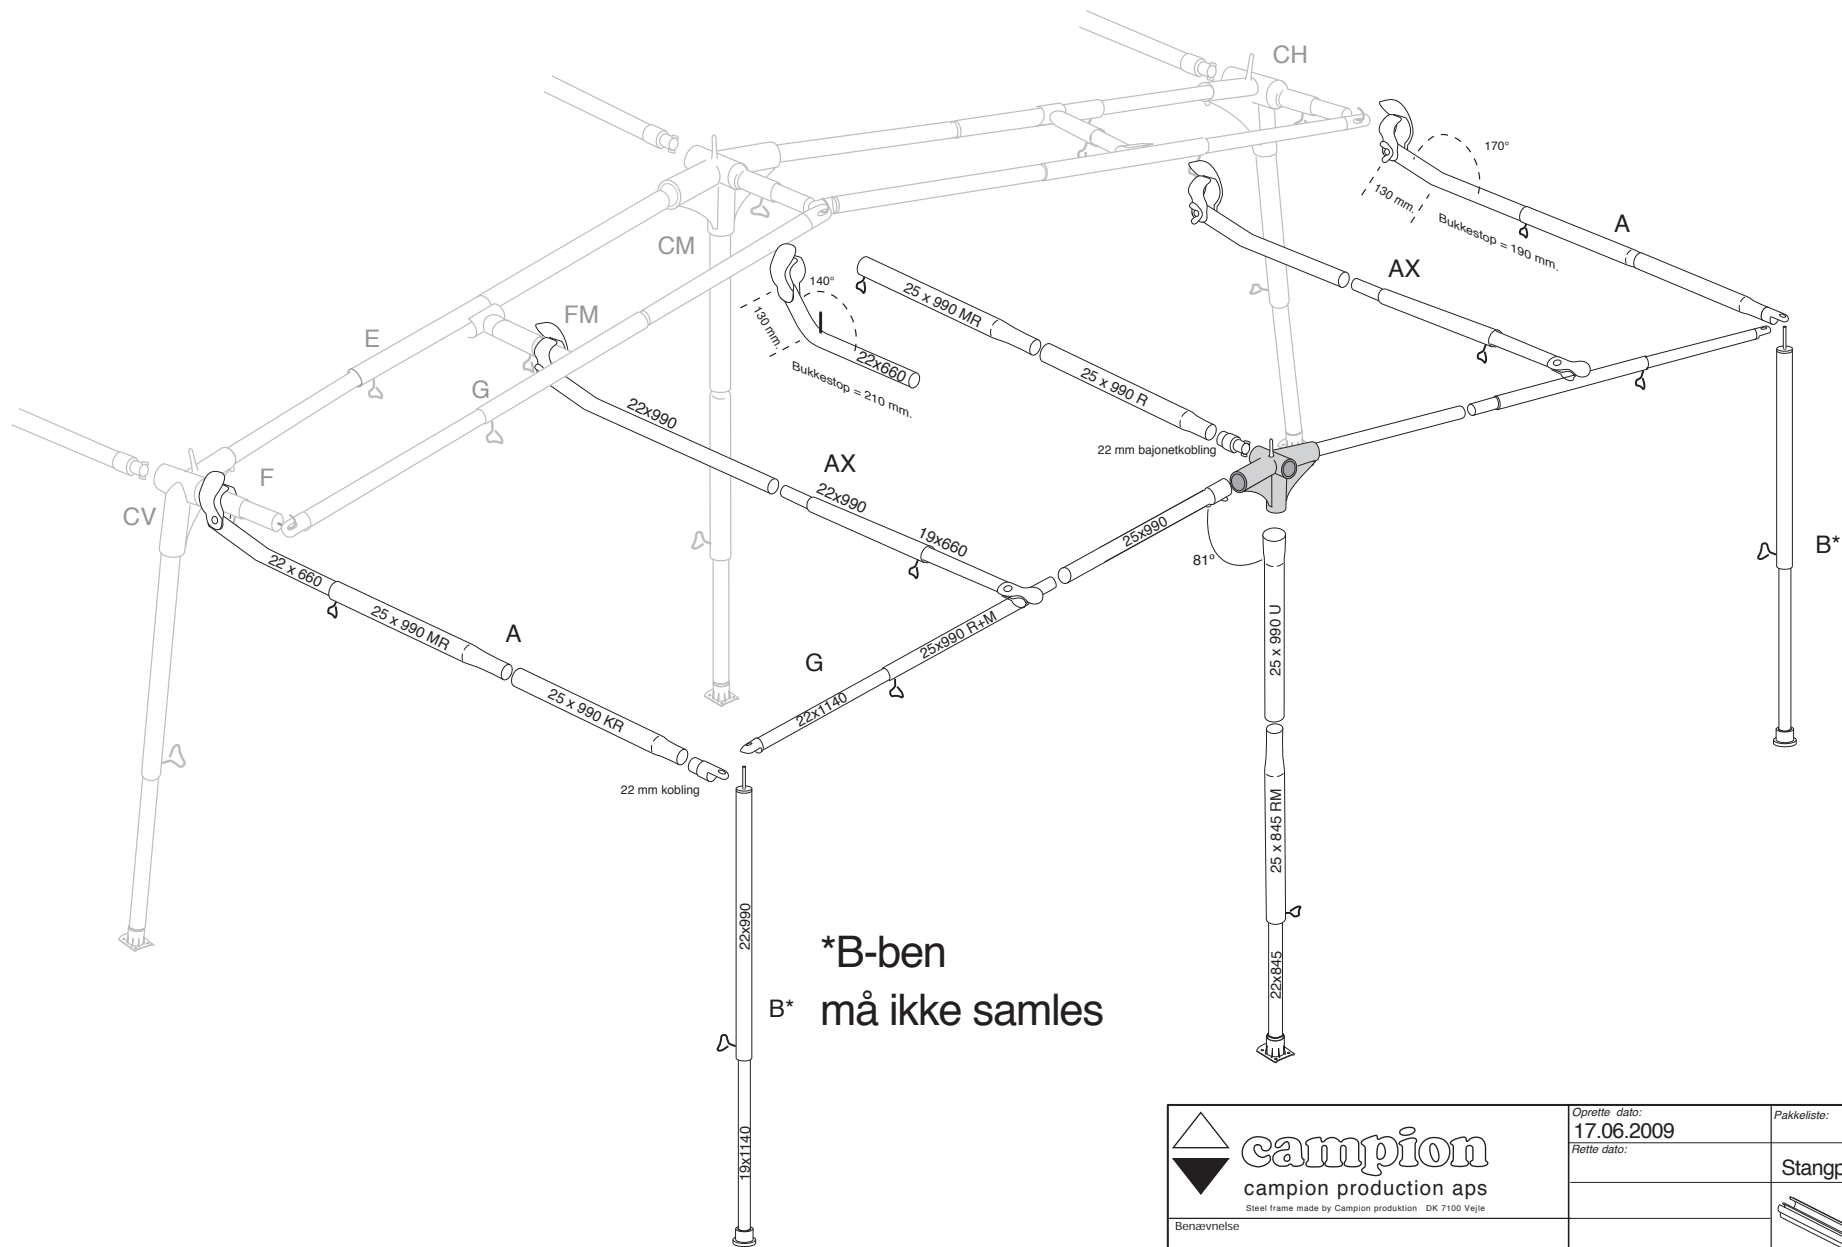 CH
170°
130 mm.
Bukkestop = 190 mm.
A
CM
AX
140°
130 mm.
22x660
Bukkestop = 210 mm.
25 x 990 MR
25 x 990 R
22 mm bajonetkobling
E
FM
G
22x990
F
CV
AX
22x990
19x660
25x990
81°
B*
22 x 660
25 x 990 MR
A
25 x 990 KR
22 mm kobling
G
25x990 R+M
22x1140
25 x 990 U
25 x 845 RM
22x845
22x990
B*
19x1140
*B-ben
må ikke samles
campion
campion production aps
Steel frame made by Campion produktion DK 7100 Vejle
Benævnelse
Oprette dato:
17.06.2009
Rette dato:
Pakkeliste:
Stangp